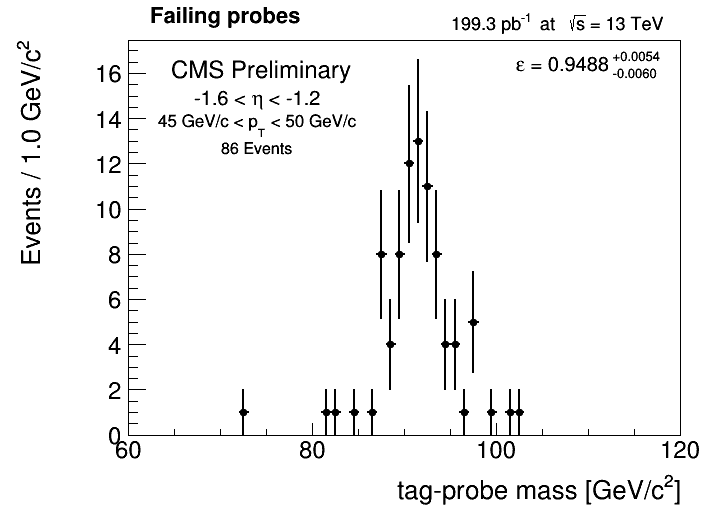 Failing probes
199.3 pb⁻¹ at √s = 13 TeV
CMS Preliminary
-1.6 < η < -1.2
45 GeV/c < p_T < 50 GeV/c
86 Events
ε = 0.9488 +0.0054 -0.0060
Events / 1.0 GeV/c²
16
14
12
10
8
6
4
2
0
60 80 100 120
tag-probe mass [GeV/c²]